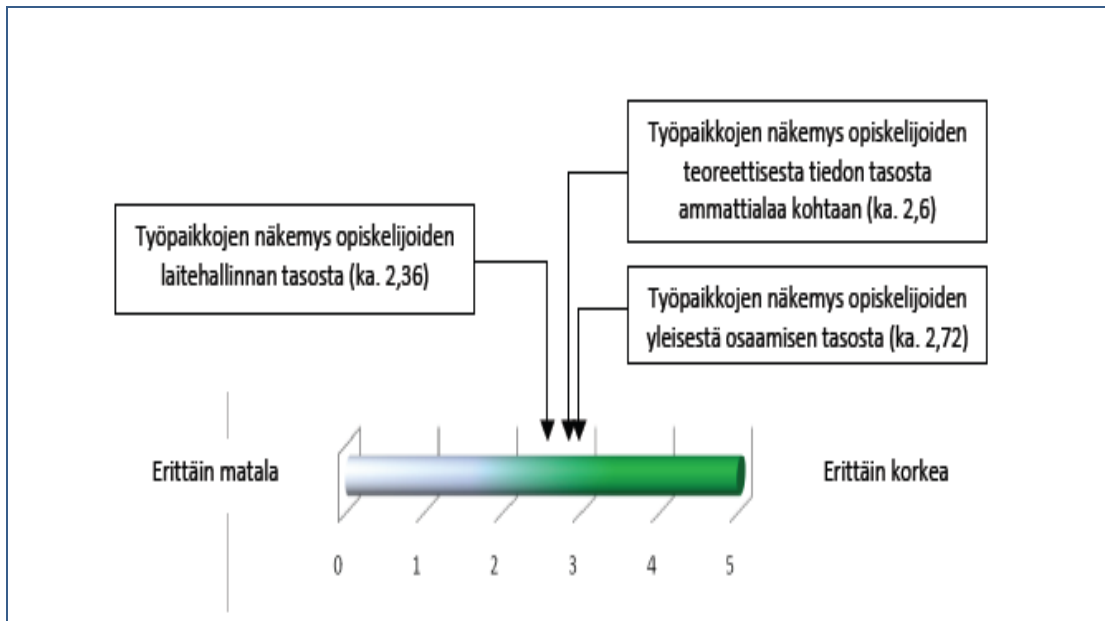 Työpaikkojen näkemys opiskelijoiden
teoreettisesta tiedon tasosta
ammattialaa kohtaan (ka. 2,6)
Työpaikkojen näkemys opiskelijoiden
laitehallinnan tasosta (ka. 2,36)
Työpaikkojen näkemys opiskelijoiden
yleisestä osaamisen tasosta (ka. 2,72)
Erittäin matala
Erittäin korkea
0 1 2 3 4 5